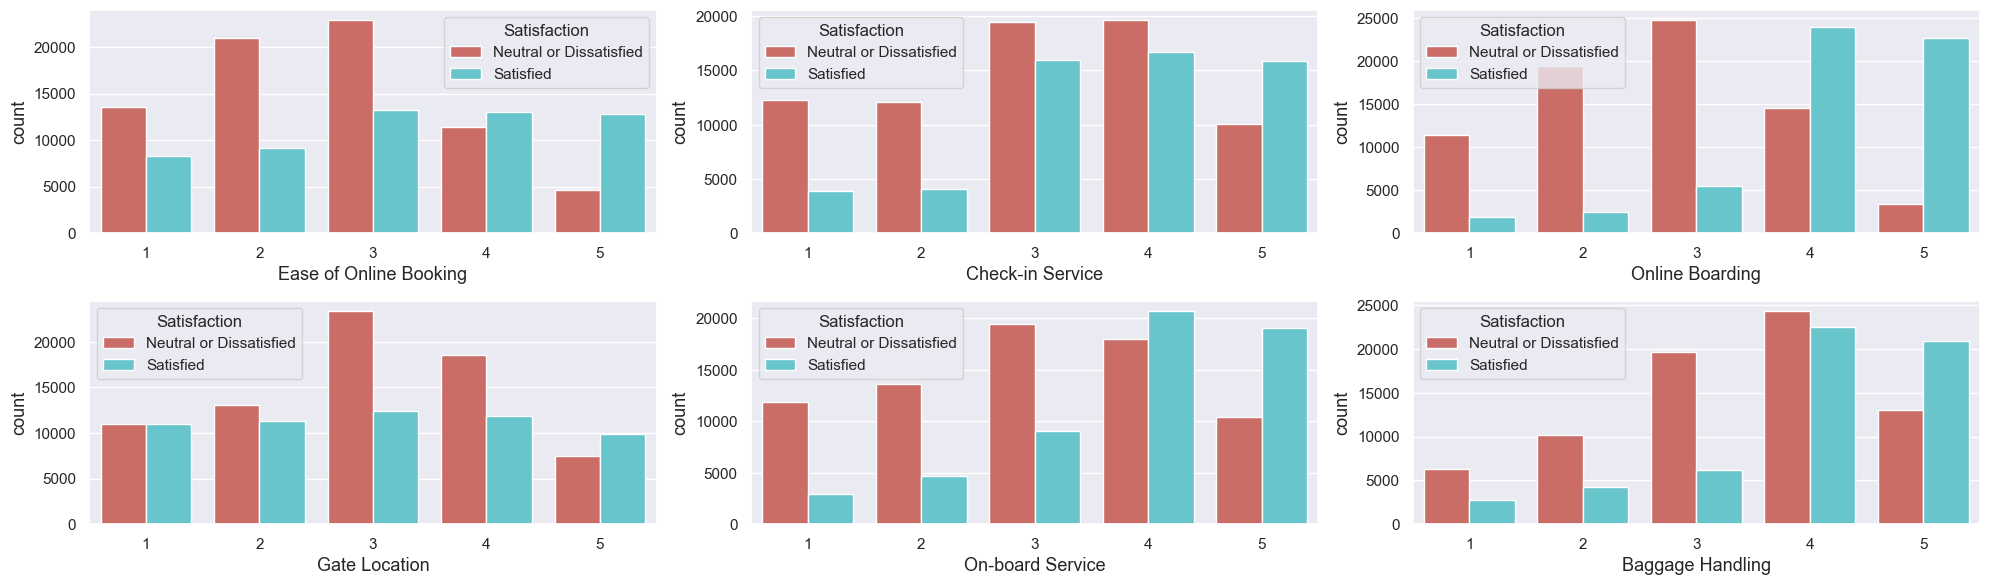 Satisfaction
Neutral or Dissatisfied
Satisfied
count
20000
15000
10000
5000
0
1 2 3 4 5
Ease of Online Booking
Satisfaction
Neutral or Dissatisfied
Satisfied
count
20000
15000
10000
5000
0
1 2 3 4 5
Check-in Service
Satisfaction
Neutral or Dissatisfied
Satisfied
count
25000
20000
15000
10000
5000
0
1 2 3 4 5
Online Boarding
Satisfaction
Neutral or Dissatisfied
Satisfied
count
20000
15000
10000
5000
0
1 2 3 4 5
Gate Location
Satisfaction
Neutral or Dissatisfied
Satisfied
count
20000
15000
10000
5000
0
1 2 3 4 5
On-board Service
Satisfaction
Neutral or Dissatisfied
Satisfied
count
25000
20000
15000
10000
5000
0
1 2 3 4 5
Baggage Handling